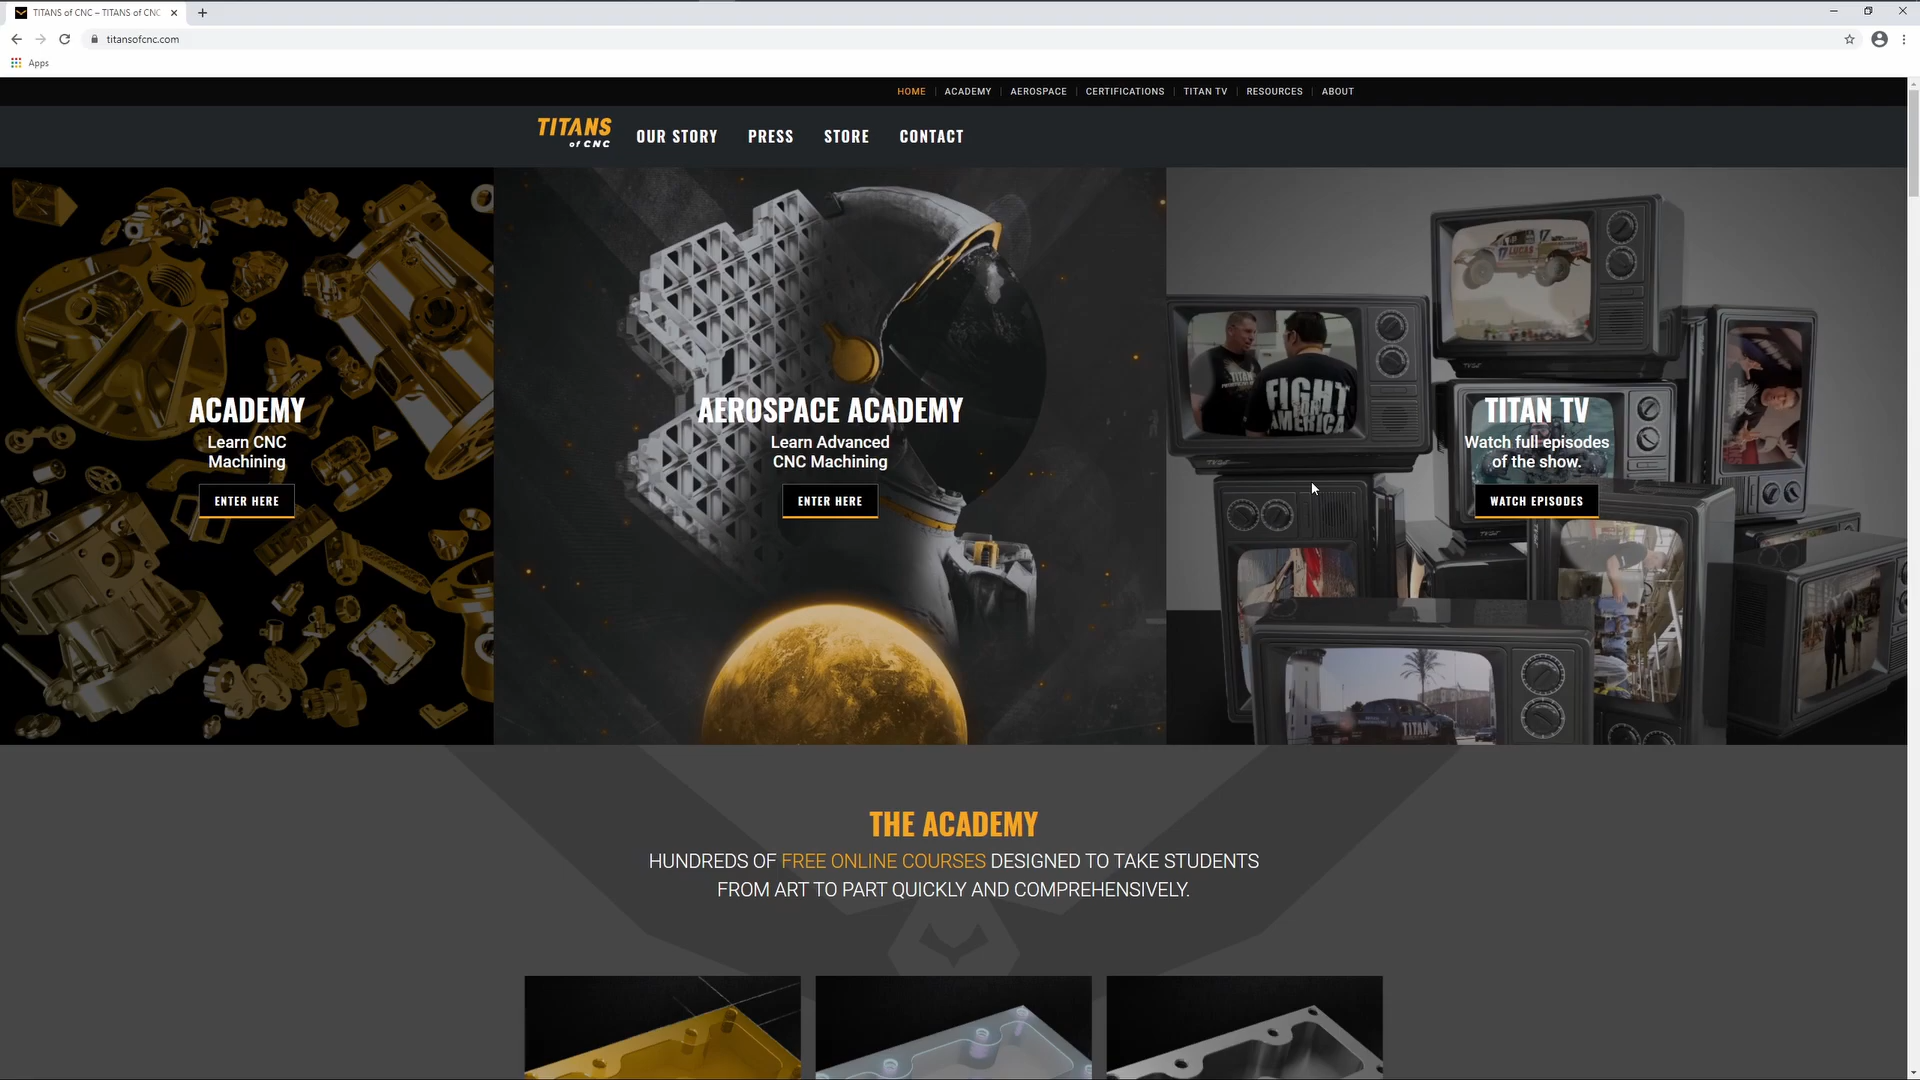 TITANS of CNC – TITANS of CNC
titansofcnc.com
Apps
HOME
ACADEMY
AEROSPACE
CERTIFICATIONS
TITAN TV
RESOURCES
ABOUT
TITANS
of CNC
OUR STORY
PRESS
STORE
CONTACT
ACADEMY
Learn CNC
Machining
ENTER HERE
AEROSPACE ACADEMY
Learn Advanced
CNC Machining
ENTER HERE
LUCAS
FIGHT
AMERICA
TITAN TV
Watch full episodes
of the show.
WATCH EPISODES
TITAN
THE ACADEMY
HUNDREDS OF FREE ONLINE COURSES DESIGNED TO TAKE STUDENTS
FROM ART TO PART QUICKLY AND COMPREHENSIVELY.